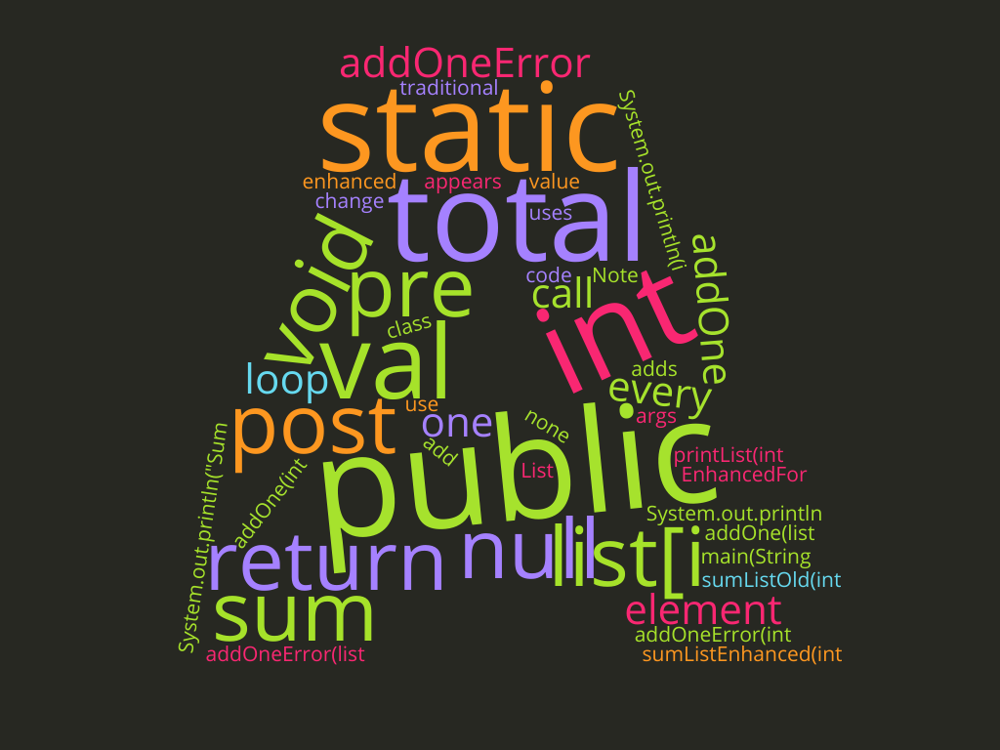 addOneError
traditional
static
System.out.println(i
enhanced appears value
change total uses
void
pre
code Note
call
int
addOne
class
val
loop
adds
every
post use
one
none
args
add
public
List
printList(int
EnhancedFor
System.out.println("Sum
addOne(int
System.out.println
addOne(list
return null list[i
main(String
sumListOld(int
sum
element
addOneError(int
addOneError(list
sumListEnhanced(int